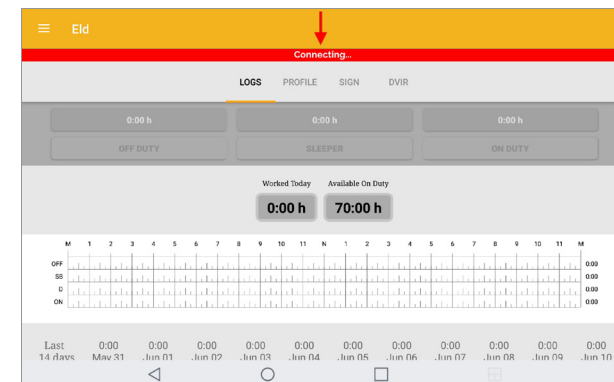 Eld
Connecting...
LOGS PROFILE SIGN DVIR
0:00 h 0:00 h 0:00 h
OFF DUTY SLEEPER ON DUTY
Worked Today Available On Duty
0:00 h 70:00 h
M 1 2 3 4 5 6 7 8 9 10 11 N 1 2 3 4 5 6 7 8 9 10 11 M
OFF 0:00
SB 0:00
D 0:00
ON 0:00
Last 0:00 0:00 0:00 0:00 0:00 0:00 0:00 0:00 0:00 0:00 0:00
14 days May 31 Jun 01 Jun 02 Jun 03 Jun 04 Jun 05 Jun 06 Jun 07 Jun 08 Jun 09 Jun 10